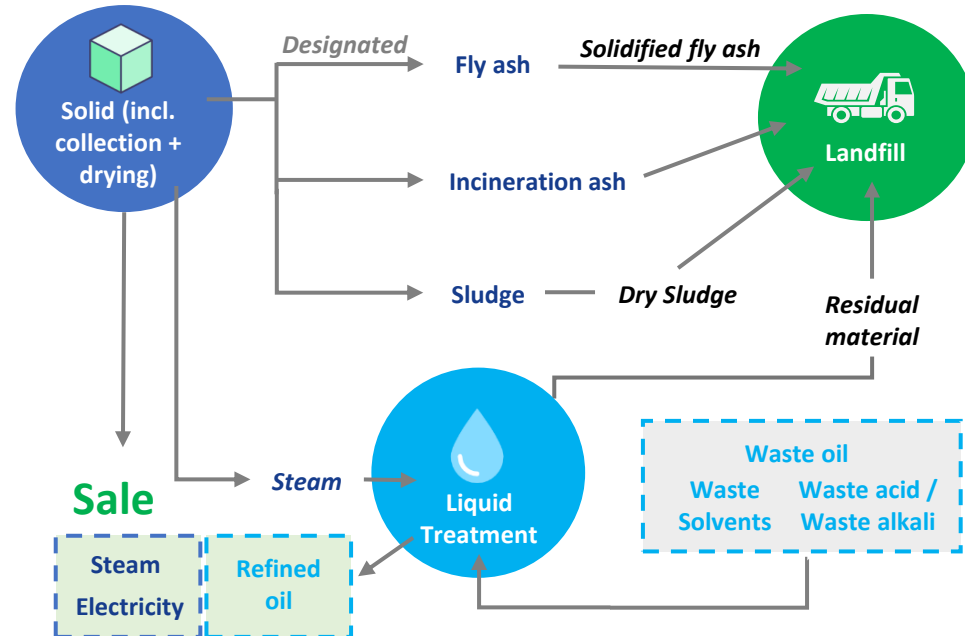 Designated
Fly ash
Solidified fly ash
Solid (incl.
collection +
drying)
Landfill
Incineration ash
Sludge
Dry Sludge
Residual
material
Waste oil
Waste
Solvents
Waste acid /
Waste alkali
Steam
Liquid
Treatment
Sale
Steam
Electricity
Refined
oil